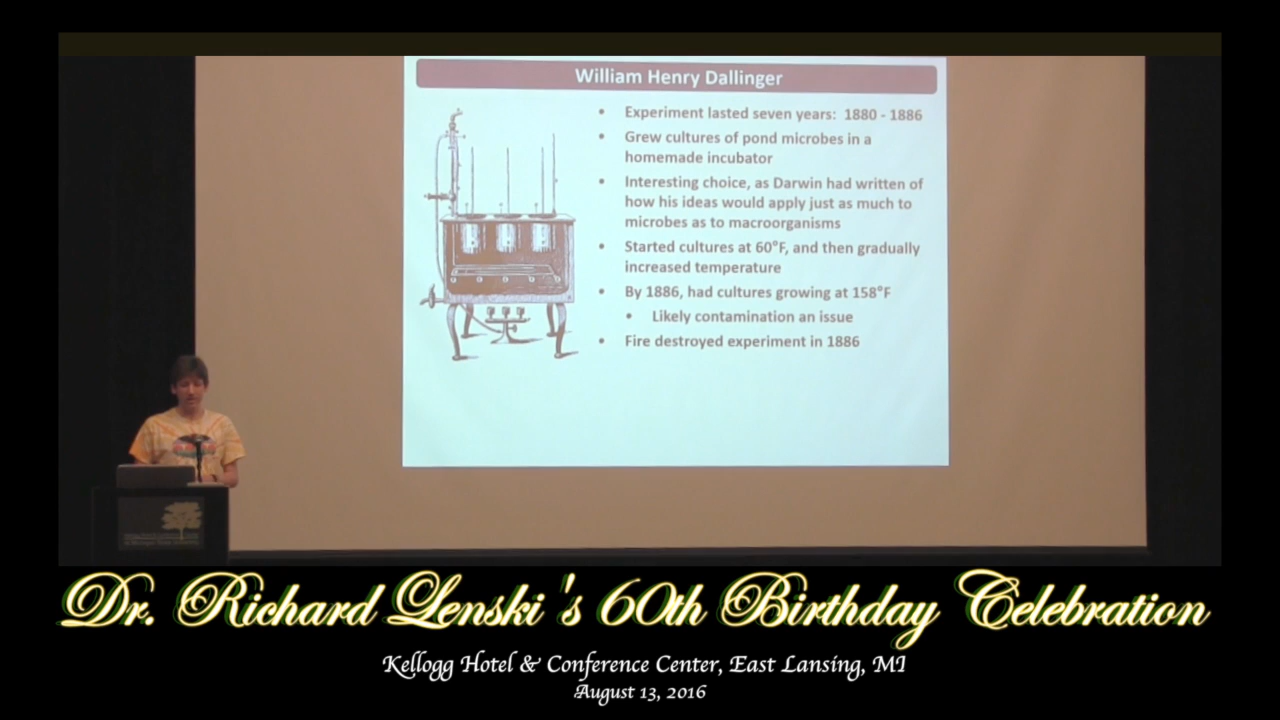 William Henry Dallinger
• Experiment lasted seven years: 1880 - 1886
• Grew cultures of pond microbes in a
homemade incubator
• Interesting choice, as Darwin had written of
how his ideas would apply just as much to
microbes as to macroorganisms
• Started cultures at 60°F, and then gradually
increased temperature
• By 1886, had cultures growing at 158°F
• Likely contamination an issue
• Fire destroyed experiment in 1886
Dr. Richard Lenski's 60th Birthday Celebration
Kellogg Hotel & Conference Center, East Lansing, MI
August 13, 2016